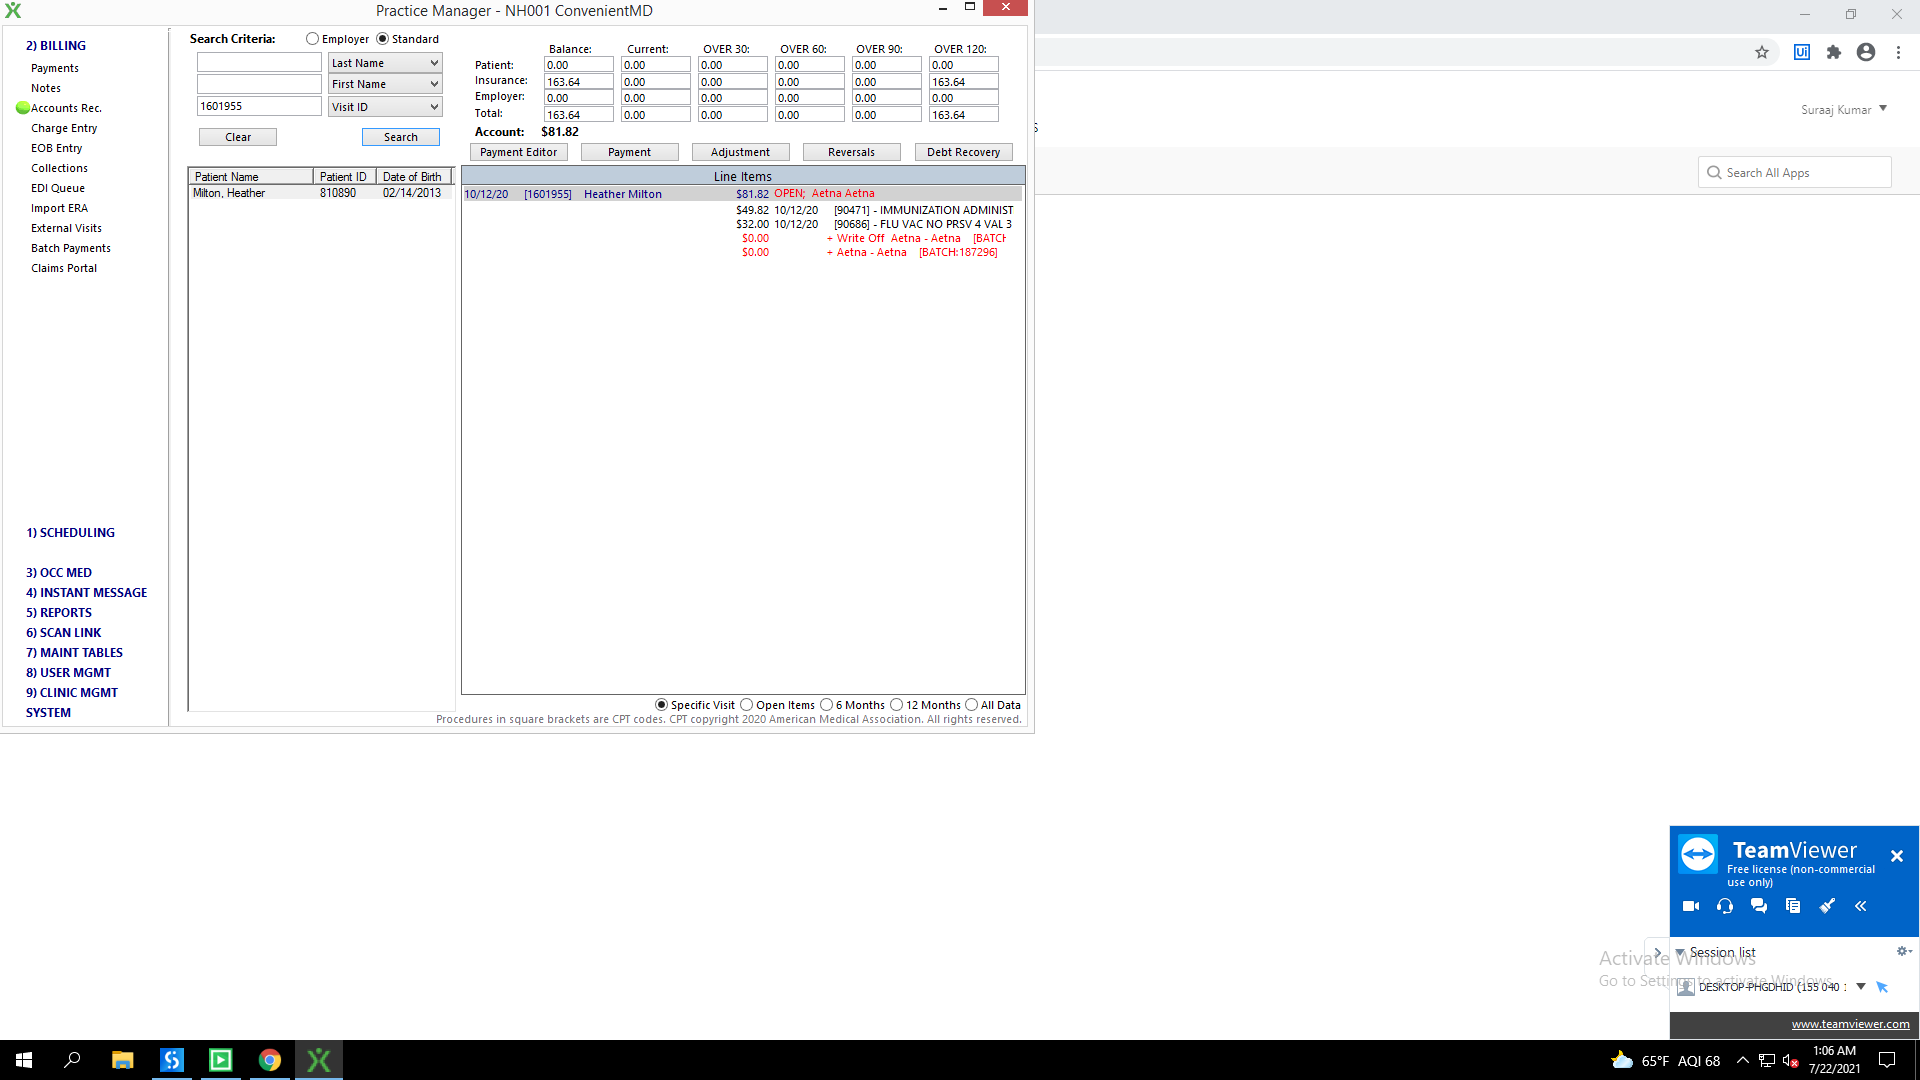 Practice Manager - NH001 ConvenientMD
2) BILLING
Payments
Notes
Accounts Rec.
Charge Entry
EOB Entry
Collections
EDI Queue
Import ERA
External Visits
Batch Payments
Claims Portal
1) SCHEDULING
3) OCC MED
4) INSTANT MESSAGE
5) REPORTS
6) SCAN LINK
7) MAINT TABLES
8) USER MGMT
9) CLINIC MGMT
SYSTEM
Search Criteria: Employer Standard
Last Name
First Name
1601955 Visit ID
Clear Search
Patient Name Patient ID Date of Birth
Milton, Heather 810890 02/14/2013
Balance: Current: OVER 30: OVER 60: OVER 90: OVER 120:
Patient: 0.00 0.00 0.00 0.00 0.00 0.00
Insurance: 163.64 0.00 0.00 0.00 0.00 163.64
Employer: 0.00 0.00 0.00 0.00 0.00 0.00
Total: 163.64 0.00 0.00 0.00 0.00 163.64
Account: $81.82
Payment Editor Payment Adjustment Reversals Debt Recovery
Line Items
10/12/20 [1601955] Heather Milton $81.82 OPEN; Aetna Aetna
$49.82 10/12/20 [90471] - IMMUNIZATION ADMINIST
$32.00 10/12/20 [90686] - FLU VAC NO PRSV 4 VAL 3
$0.00 + Write Off Aetna - Aetna [BATCH
$0.00 + Aetna - Aetna [BATCH:187296]
Specific Visit Open Items 6 Months 12 Months All Data
Procedures in square brackets are CPT codes. CPT copyright 2020 American Medical Association. All rights reserved.
Ui
Suraaj Kumar
s
Search All Apps
TeamViewer
Free license (non-commercial
use only)
Session list
Activate Windows
Go to Settings to activate Windows.
DESKTOP-PHGDHID (155 040
www.teamviewer.com
65°F AQI 68
1:06 AM
7/22/2021